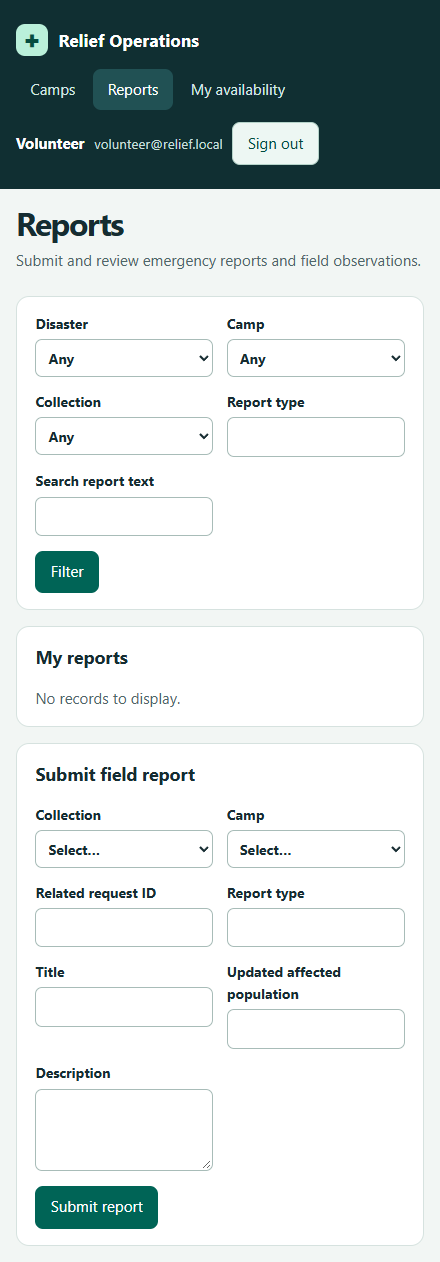 Relief Operations
Camps Reports My availability
Volunteer volunteer@relief.local Sign out
Reports
Submit and review emergency reports and field observations.
Disaster Camp
Any Any
Collection Report type
Any
Search report text
Filter
My reports
No records to display.
Submit field report
Collection Camp
Select... Select...
Related request ID Report type
Title Updated affected
population
Description
Submit report